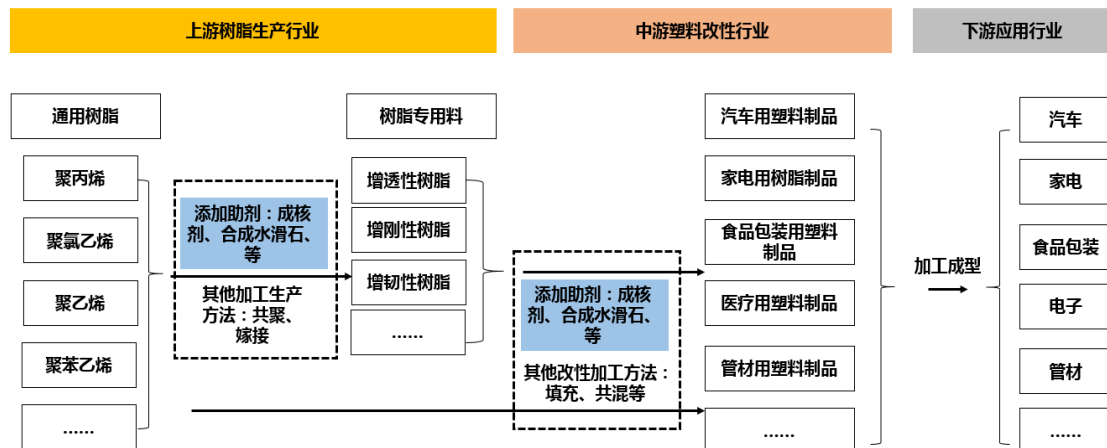 上游树脂生产行业
中游塑料改性行业
下游应用行业
通用树脂
聚丙烯
聚氯乙烯
聚乙烯
聚苯乙烯
......
添加助剂：成核
剂、合成水滑石、
等
其他加工生产
方法：共聚、
嫁接
树脂专用料
增透性树脂
增刚性树脂
增韧性树脂
......
添加助剂：成核
剂、合成水滑石、
等
其他改性加工方法：
填充、共混等
汽车用塑料制品
家电用树脂制品
食品包装用塑料
制品
医疗用塑料制品
管材用塑料制品
......
加工成型
汽车
家电
食品包装
电子
管材
......